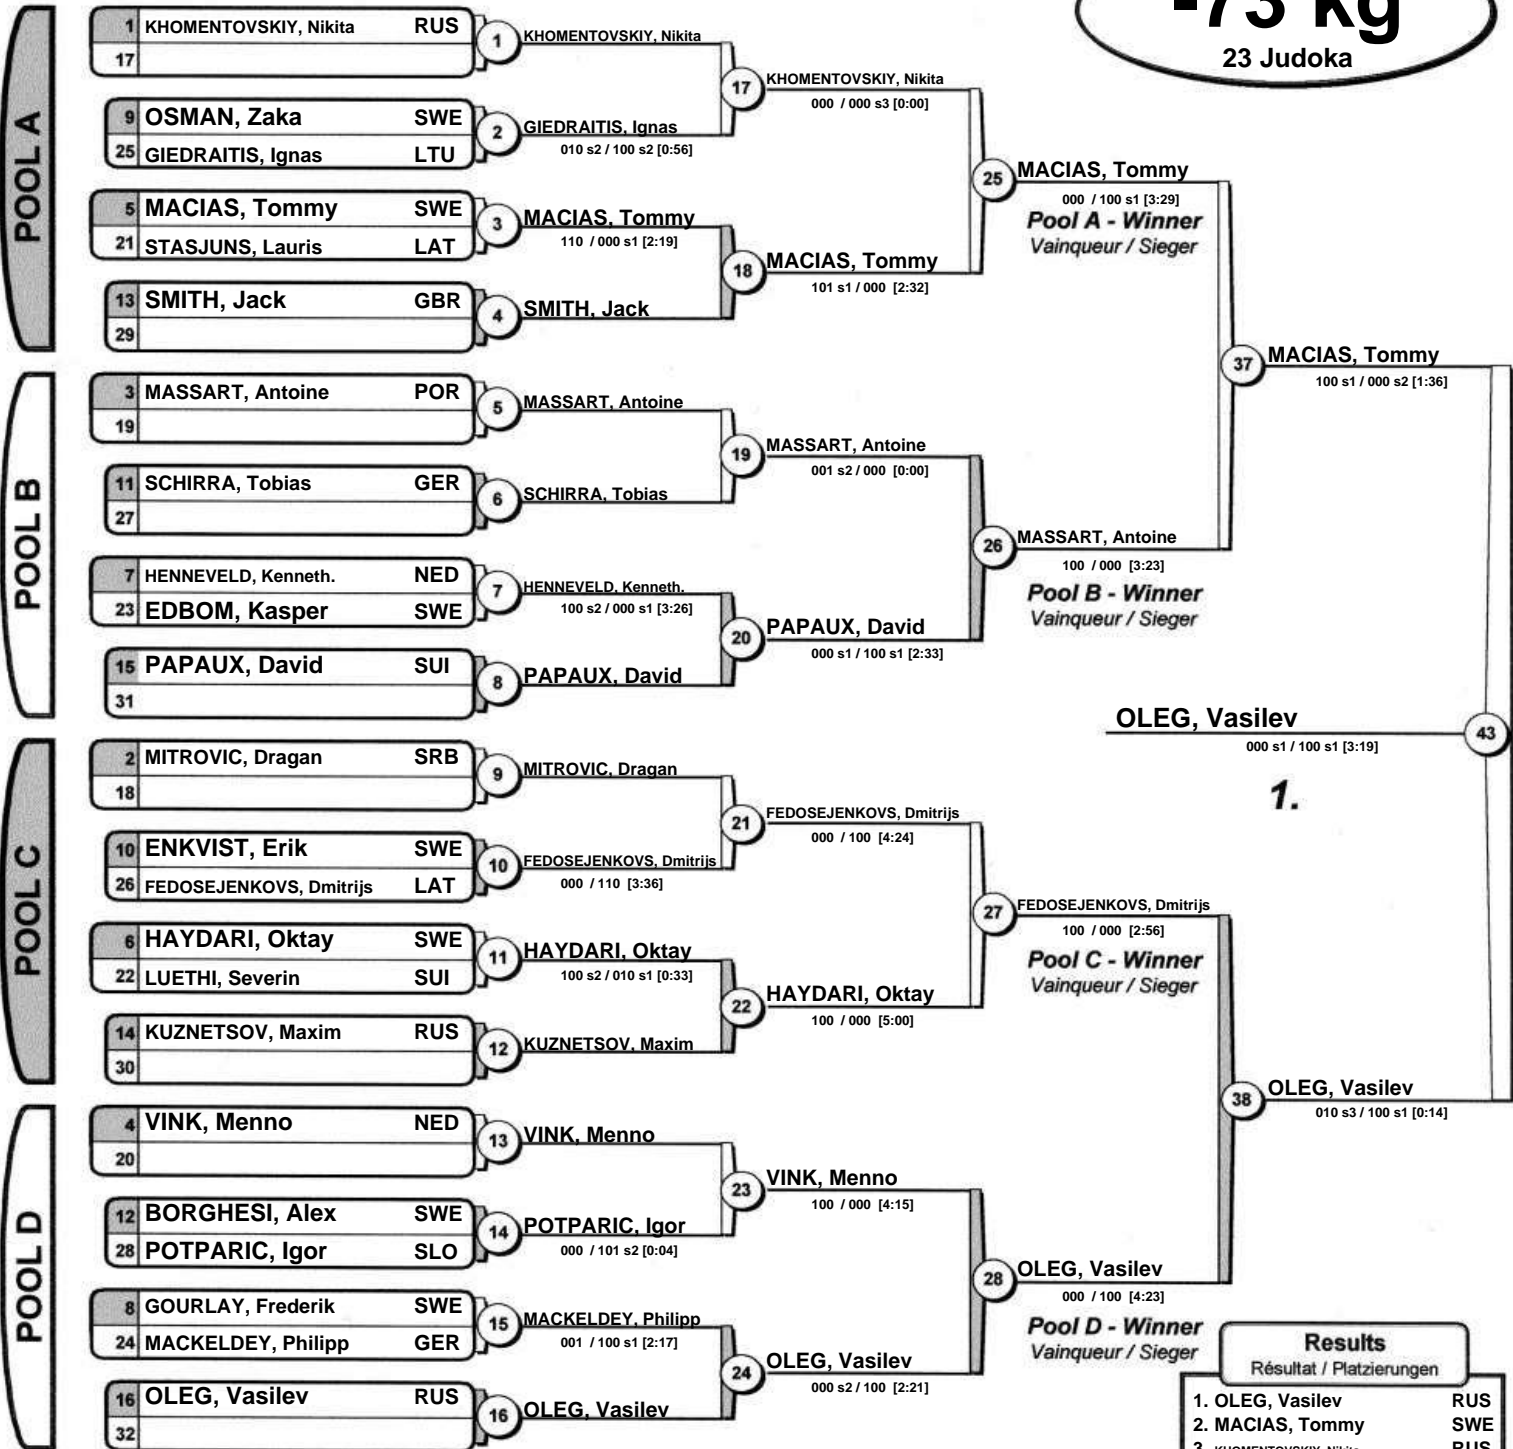 -73 kg
23 Judoka
POOL A
1 KHOMENTOVSKIY, Nikita RUS
17
1
KHOMENTOVSKIY, Nikita
9 OSMAN, Zaka SWE
25 GIEDRAITIS, Ignas LTU
2
GIEDRAITIS, Ignas
010 s2 / 100 s2 [0:56]
17
KHOMENTOVSKIY, Nikita
000 / 000 s3 [0:00]
5 MACIAS, Tommy SWE
21 STASJUNS, Lauris LAT
3
MACIAS, Tommy
110 / 000 s1 [2:19]
13 SMITH, Jack GBR
29
4
SMITH, Jack
18
MACIAS, Tommy
101 s1 / 000 [2:32]
25
MACIAS, Tommy
000 / 100 s1 [3:29]
Pool A - Winner
Vainqueur / Sieger
POOL B
3 MASSART, Antoine POR
19
5
MASSART, Antoine
11 SCHIRRA, Tobias GER
27
6
SCHIRRA, Tobias
19
MASSART, Antoine
001 s2 / 000 [0:00]
7 HENNEVELD, Kenneth. NED
23 EDBOM, Kasper SWE
7
HENNEVELD, Kenneth.
100 s2 / 000 s1 [3:26]
15 PAPAUX, David SUI
31
8
PAPAUX, David
20
PAPAUX, David
000 s1 / 100 s1 [2:33]
26
MASSART, Antoine
100 / 000 [3:23]
Pool B - Winner
Vainqueur / Sieger
37
MACIAS, Tommy
100 s1 / 000 s2 [1:36]
OLEG, Vasilev
000 s1 / 100 s1 [3:19]
43
1.
POOL C
2 MITROVIC, Dragan SRB
18
9
MITROVIC, Dragan
10 ENKVIST, Erik SWE
26 FEDOSEJENKOVS, Dmitrijs LAT
10
FEDOSEJENKOVS, Dmitrijs
000 / 110 [3:36]
21
FEDOSEJENKOVS, Dmitrijs
000 / 100 [4:24]
6 HAYDARI, Oktay SWE
22 LUETHI, Severin SUI
11
HAYDARI, Oktay
100 s2 / 010 s1 [0:33]
14 KUZNETSOV, Maxim RUS
30
12
KUZNETSOV, Maxim
22
HAYDARI, Oktay
100 / 000 [5:00]
27
FEDOSEJENKOVS, Dmitrijs
100 / 000 [2:56]
Pool C - Winner
Vainqueur / Sieger
POOL D
4 VINK, Menno NED
20
13
VINK, Menno
12 BORGHESI, Alex SWE
28 POTPARIC, Igor SLO
14
POTPARIC, Igor
000 / 101 s2 [0:04]
23
VINK, Menno
100 / 000 [4:15]
8 GOURLAY, Frederik SWE
24 MACKELDEY, Philipp GER
15
MACKELDEY, Philipp
001 / 100 s1 [2:17]
16 OLEG, Vasilev RUS
32
16
OLEG, Vasilev
24
OLEG, Vasilev
000 s2 / 100 [2:21]
28
OLEG, Vasilev
000 / 100 [4:23]
Pool D - Winner
Vainqueur / Sieger
38
OLEG, Vasilev
010 s3 / 100 s1 [0:14]
Results
Résultat / Platzierungen
1. OLEG, Vasilev RUS
2. MACIAS, Tommy SWE
3. KHOMENTOVSKIY, Nikita RUS